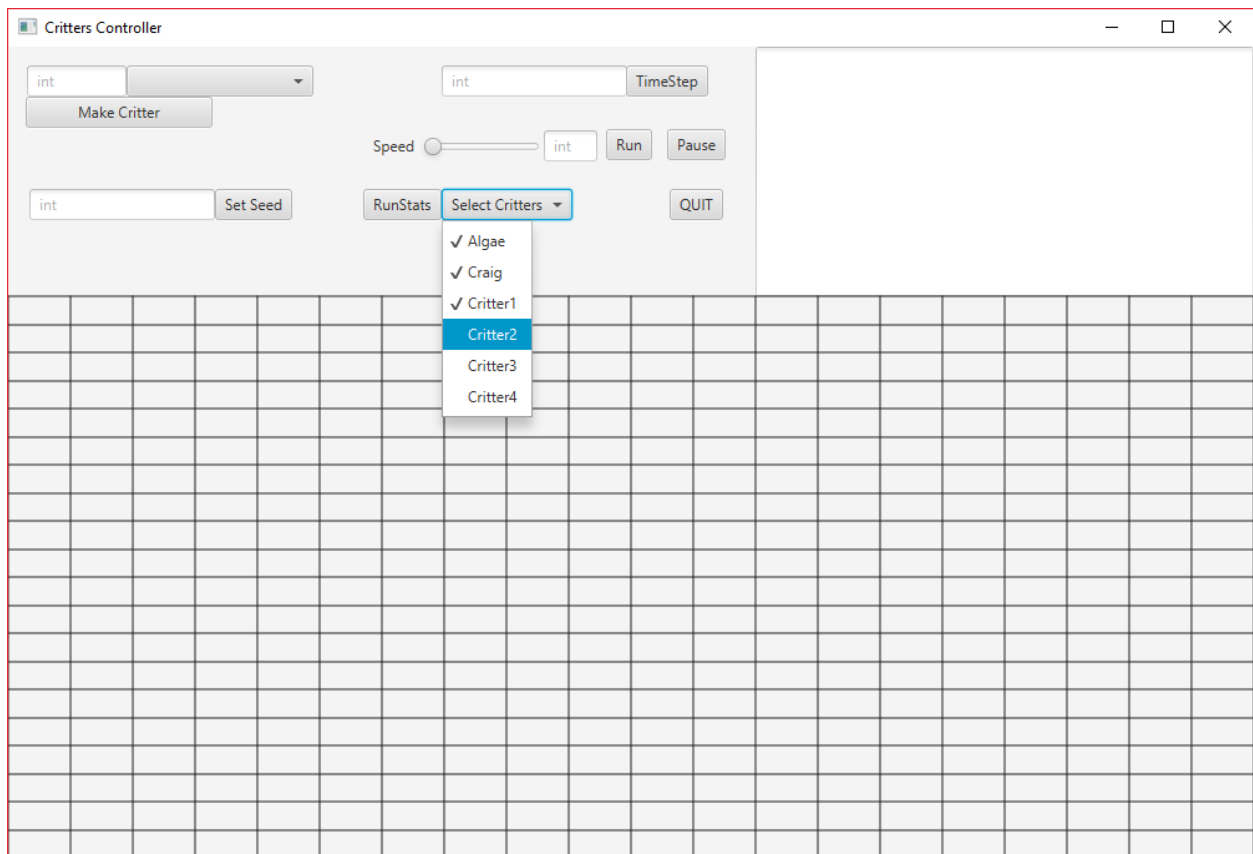 Critters Controller
int
int
TimeStep
Make Critter
Speed
int
Run
Pause
int
Set Seed
RunStats
Select Critters
QUIT
Algae
Craig
Critter1
Critter2
Critter3
Critter4